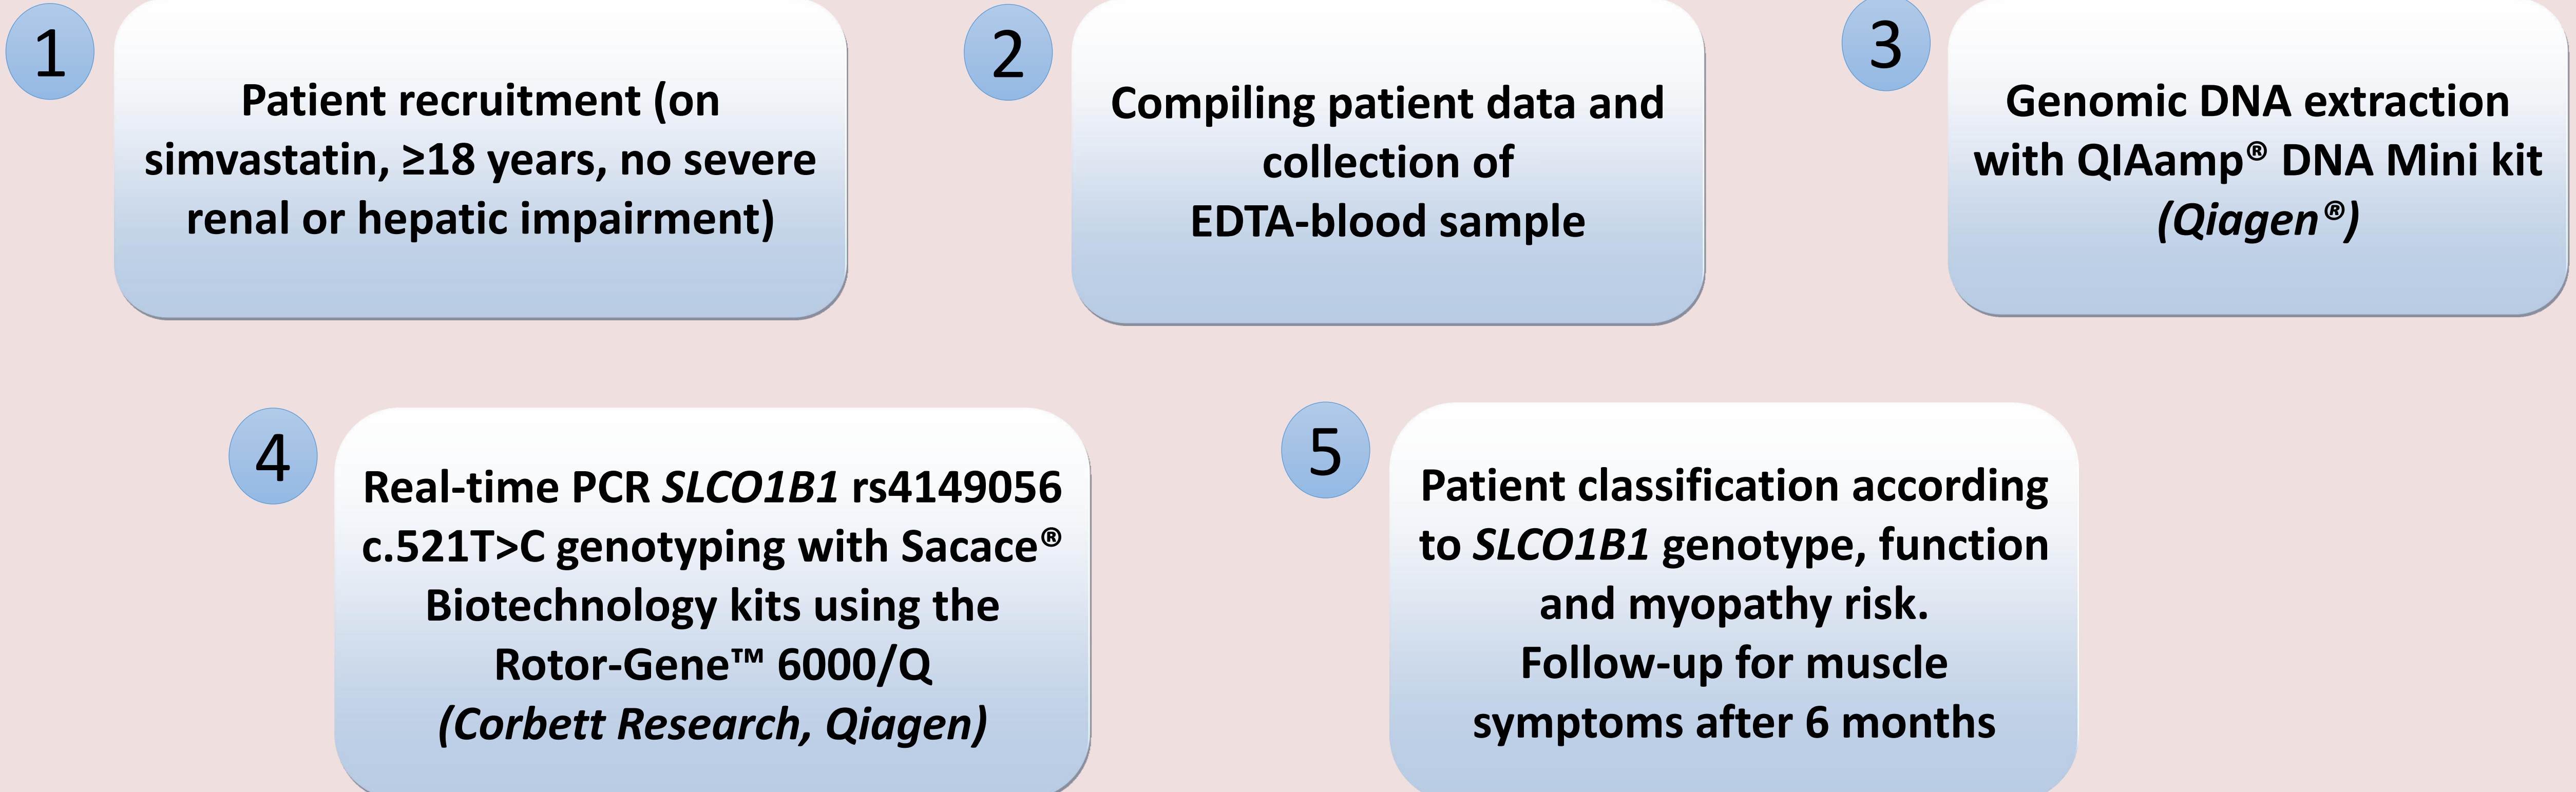 1
Patient recruitment (on
simvastatin, ≥18 years, no severe
renal or hepatic impairment)
2
Compiling patient data and
collection of
EDTA-blood sample
3
Genomic DNA extraction
with QIAamp® DNA Mini kit
(Qiagen®)
4
Real-time PCR SLCO1B1 rs4149056
c.521T>C genotyping with Sacace®
Biotechnology kits using the
Rotor-Gene™ 6000/Q
(Corbett Research, Qiagen)
5
Patient classification according
to SLCO1B1 genotype, function
and myopathy risk.
Follow-up for muscle
symptoms after 6 months